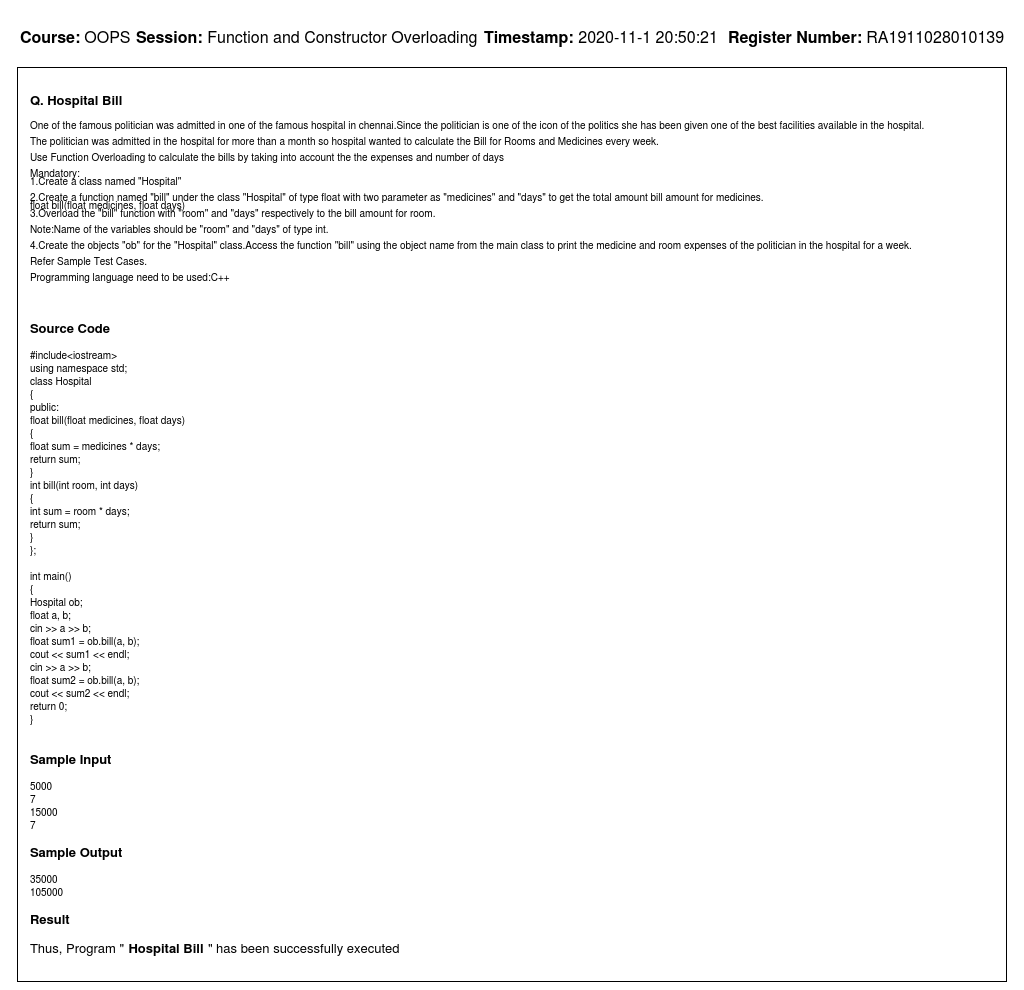 Course: OOPS Session: Function and Constructor Overloading Timestamp: 2020-11-1 20:50:21 Register Number: RA1911028010139
Q. Hospital Bill
One of the famous politician was admitted in one of the famous hospital in chennai.Since the politician is one of the icon of the politics she has been given one of the best facilities available in the hospital.
The politician was admitted in the hospital for more than a month so hospital wanted to calculate the Bill for Rooms and Medicines every week.
Use Function Overloading to calculate the bills by taking into account the the expenses and number of days
Mandatory:
1.Create a class named "Hospital"
2.Create a function named "bill" under the class "Hospital" of type float with two parameter as "medicines" and "days" to get the total amount bill amount for medicines.
float bill(float medicines, float days)
3.Overload the "bill" function with "room" and "days" respectively to the bill amount for room.
Note:Name of the variables should be "room" and "days" of type int.
4.Create the objects "ob" for the "Hospital" class.Access the function "bill" using the object name from the main class to print the medicine and room expenses of the politician in the hospital for a week.
Refer Sample Test Cases.
Programming language need to be used:C++
Source Code
#include<iostream>
using namespace std;
class Hospital
{
public:
float bill(float medicines, float days)
{
float sum = medicines * days;
return sum;
}
int bill(int room, int days)
{
int sum = room * days;
return sum;
}
};
int main()
{
Hospital ob;
float a, b;
cin >> a >> b;
float sum1 = ob.bill(a, b);
cout << sum1 << endl;
cin >> a >> b;
float sum2 = ob.bill(a, b);
cout << sum2 << endl;
return 0;
}
Sample Input
5000
7
15000
7
Sample Output
35000
105000
Result
Thus, Program " Hospital Bill " has been successfully executed